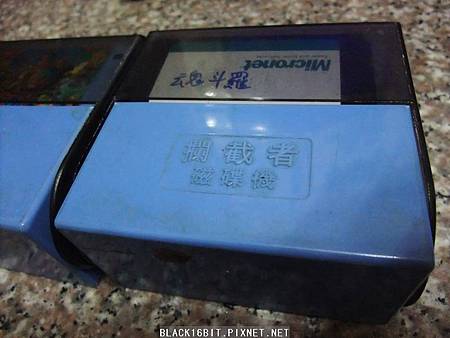 Micronet
攔截者
磁碟機
BLACK16BIT.PIXNET.NET